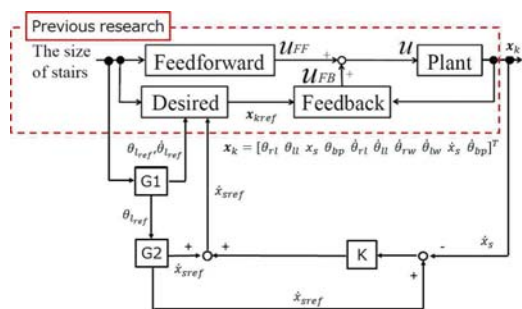 Previous research
The size of stairs
Feedforward
u_FF
+
u
Plant
x_k
Desired
x_kref
Feedback
u_FB
+
θ_lref, θ̇_lref
x_k = [θ_rl θ_ll x_s θ_bp θ̇_rl θ̇_ll θ̇_rw θ̇_lw ẋ_s θ̇_bp]^T
G1
ẋ_sref
θ_lref
G2
+
ẋ_sref
+
K
-
ẋ_s
+
ẋ_sref